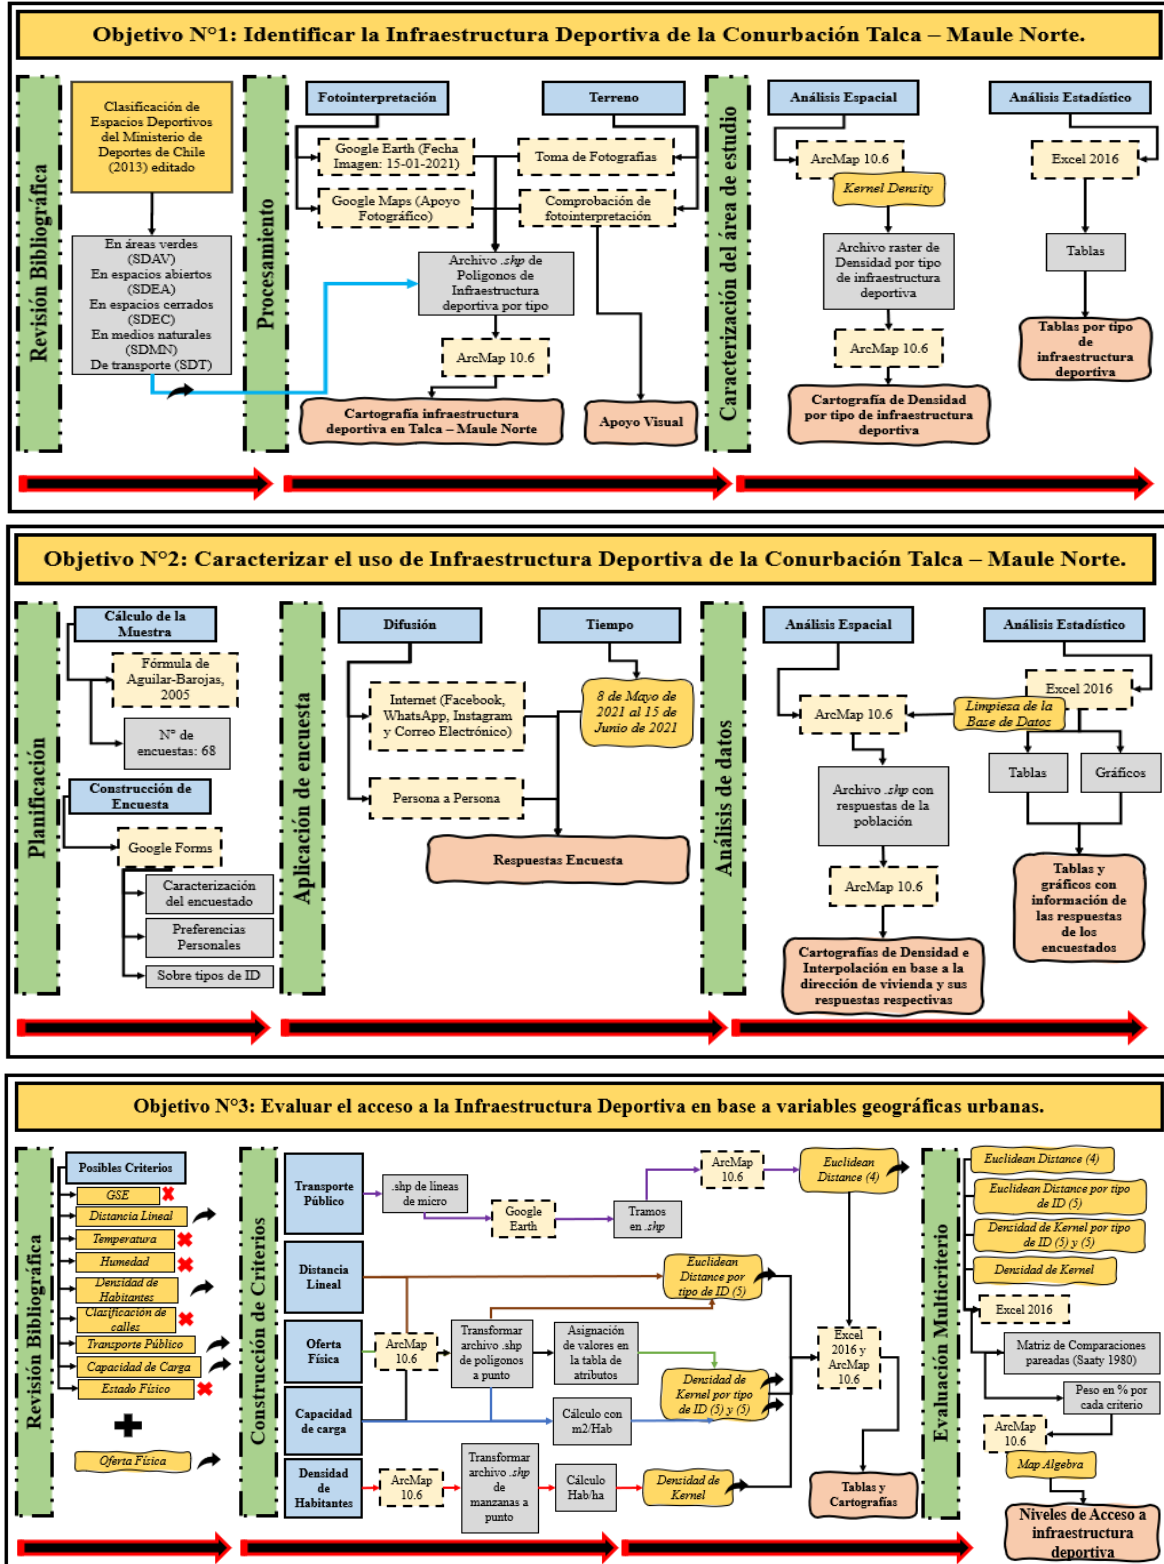 Objetivo N°1: Identificar la Infraestructura Deportiva de la Conurbación Talca – Maule Norte.
Revisión Bibliográfica
Clasificación de
Espacios Deportivos
del Ministerio de
Deportes de Chile
(2013) editado
En áreas verdes
(SDAV)
En espacios abiertos
(SDEA)
En espacios cerrados
(SDEC)
En medios naturales
(SDMN)
De transporte (SDT)
Procesamiento
Fotointerpretación
Terreno
Google Earth (Fecha
Imagen: 15-01-2021)
Toma de Fotografías
Google Maps (Apoyo
Fotográfico)
Comprobación de
fotointerpretación
Archivo .shp de
Polígonos de
Infraestructura
deportiva por tipo
ArcMap 10.6
Cartografía infraestructura
deportiva en Talca – Maule Norte
Apoyo Visual
Caracterización del área de estudio
Análisis Espacial
Análisis Estadístico
ArcMap 10.6
Kernel Density
Excel 2016
Archivo raster de
Densidad por tipo
de infraestructura
deportiva
Tablas
ArcMap 10.6
Tablas por tipo
de
infraestructura
deportiva
Cartografía de Densidad
por tipo de infraestructura
deportiva
Objetivo N°2: Caracterizar el uso de Infraestructura Deportiva de la Conurbación Talca – Maule Norte.
Planificación
Cálculo de la
Muestra
Fórmula de
Aguilar-Barojas,
2005
N° de
encuestas: 68
Construcción de
Encuesta
Google Forms
Caracterización
del encuestado
Preferencias
Personales
Sobre tipos de ID
Aplicación de encuesta
Difusión
Tiempo
Internet (Facebook,
WhatsApp, Instagram
y Correo Electrónico)
8 de Mayo de
2021 al 15 de
Junio de 2021
Persona a Persona
Respuestas Encuesta
Análisis de datos
Análisis Espacial
Análisis Estadístico
Excel 2016
ArcMap 10.6
Limpieza de la
Base de Datos
Tablas
Gráficos
Archivo .shp con
respuestas de la
población
ArcMap 10.6
Tablas y
gráficos con
información de
las respuestas
de los
encuestados
Cartografías de Densidad e
Interpolación en base a la
dirección de vivienda y sus
respuestas respectivas
Objetivo N°3: Evaluar el acceso a la Infraestructura Deportiva en base a variables geográficas urbanas.
Revisión Bibliográfica
Posibles Criterios
GSE
Distancia Lineal
Temperatura
Humedad
Densidad de
Habitantes
Clasificación de
calles
Transporte Público
Capacidad de Carga
Estado Físico
Oferta Física
Construcción de Criterios
Transporte
Público
.shp de lineas
de micro
Google
Earth
Tramos
en .shp
ArcMap
10.6
Euclidean
Distance (4)
Distancia
Lineal
Euclidean
Distance por
tipo de ID (5)
Oferta
Física
ArcMap
10.6
Transformar
archivo .shp
de polígonos
a punto
Asignación
de valores en
la tabla de
atributos
Densidad de
Kernel por tipo
de ID (5) y (5)
Excel
2016 y
ArcMap
10.6
Capacidad
de carga
Cálculo con
m2/Hab
Densidad
de
Habitantes
ArcMap
10.6
Transformar
archivo .shp
de
manzanas a
punto
Cálculo
Hab/ha
Densidad de
Kernel
Tablas y
Cartografías
Evaluación Multicriterio
Euclidean Distance (4)
Euclidean Distance por tipo
de ID (5)
Densidad de Kernel por tipo
de ID (5) y (5)
Densidad de Kernel
Excel 2016
Matriz de Comparaciones
pareadas (Saaty 1980)
Peso en % por
cada criterio
ArcMap
10.6
Map Algebra
Niveles de Acceso a
infraestructura
deportiva